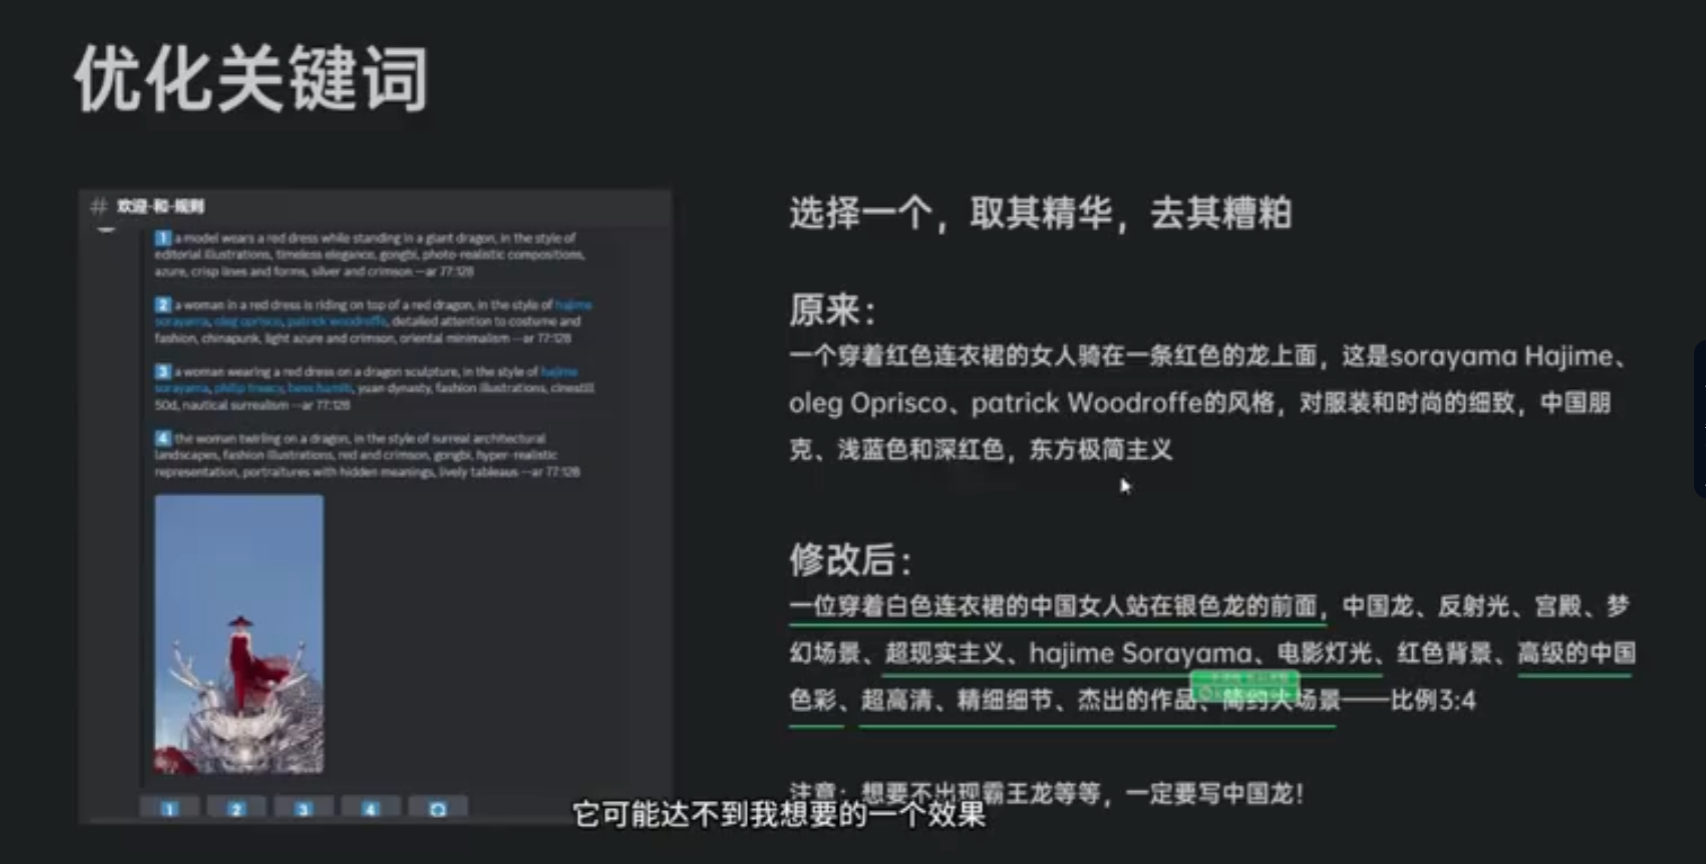 优化关键词
# 欢迎-和-规则
1 a model wears a red dress while standing in a giant dragon, in the style of
editorial illustrations, timeless elegance, gongbi, photo-realistic compositions,
azure, crisp lines and forms, silver and crimson --ar 77:128
2 a woman in a red dress is riding on top of a red dragon, in the style of hajime
sorayama, oleg oprisco, patrick woodroffe, detailed attention to costume and
fashion, chinapunk, light azure and crimson, oriental minimalism --ar 77:128
3 a woman wearing a red dress on a dragon sculpture, in the style of hajime
sorayama, philip treacy, bess hamiti, yuan dynasty, fashion illustrations, cinestill
50d, nautical surrealism --ar 77:128
4 the woman twirling on a dragon, in the style of surreal architectural
landscapes, fashion illustrations, red and crimson, gongbi, hyper-realistic
representation, portraitures with hidden meanings, lively tableaus --ar 77:128
1 2 3 4
选择一个，取其精华，去其糟粕
原来：
一个穿着红色连衣裙的女人骑在一条红色的龙上面，这是sorayama Hajime、
oleg Oprisco、patrick Woodroffe的风格，对服装和时尚的细致，中国朋
克、浅蓝色和深红色，东方极简主义
修改后：
一位穿着白色连衣裙的中国女人站在银色龙的前面，中国龙、反射光、宫殿、梦
幻场景、超现实主义、hajime Sorayama、电影灯光、红色背景、高级的中国
色彩、超高清、精细细节、杰出的作品、简约大场景——比例3:4
注意：想要不出现霸王龙等等，一定要写中国龙！
它可能达不到我想要的一个效果